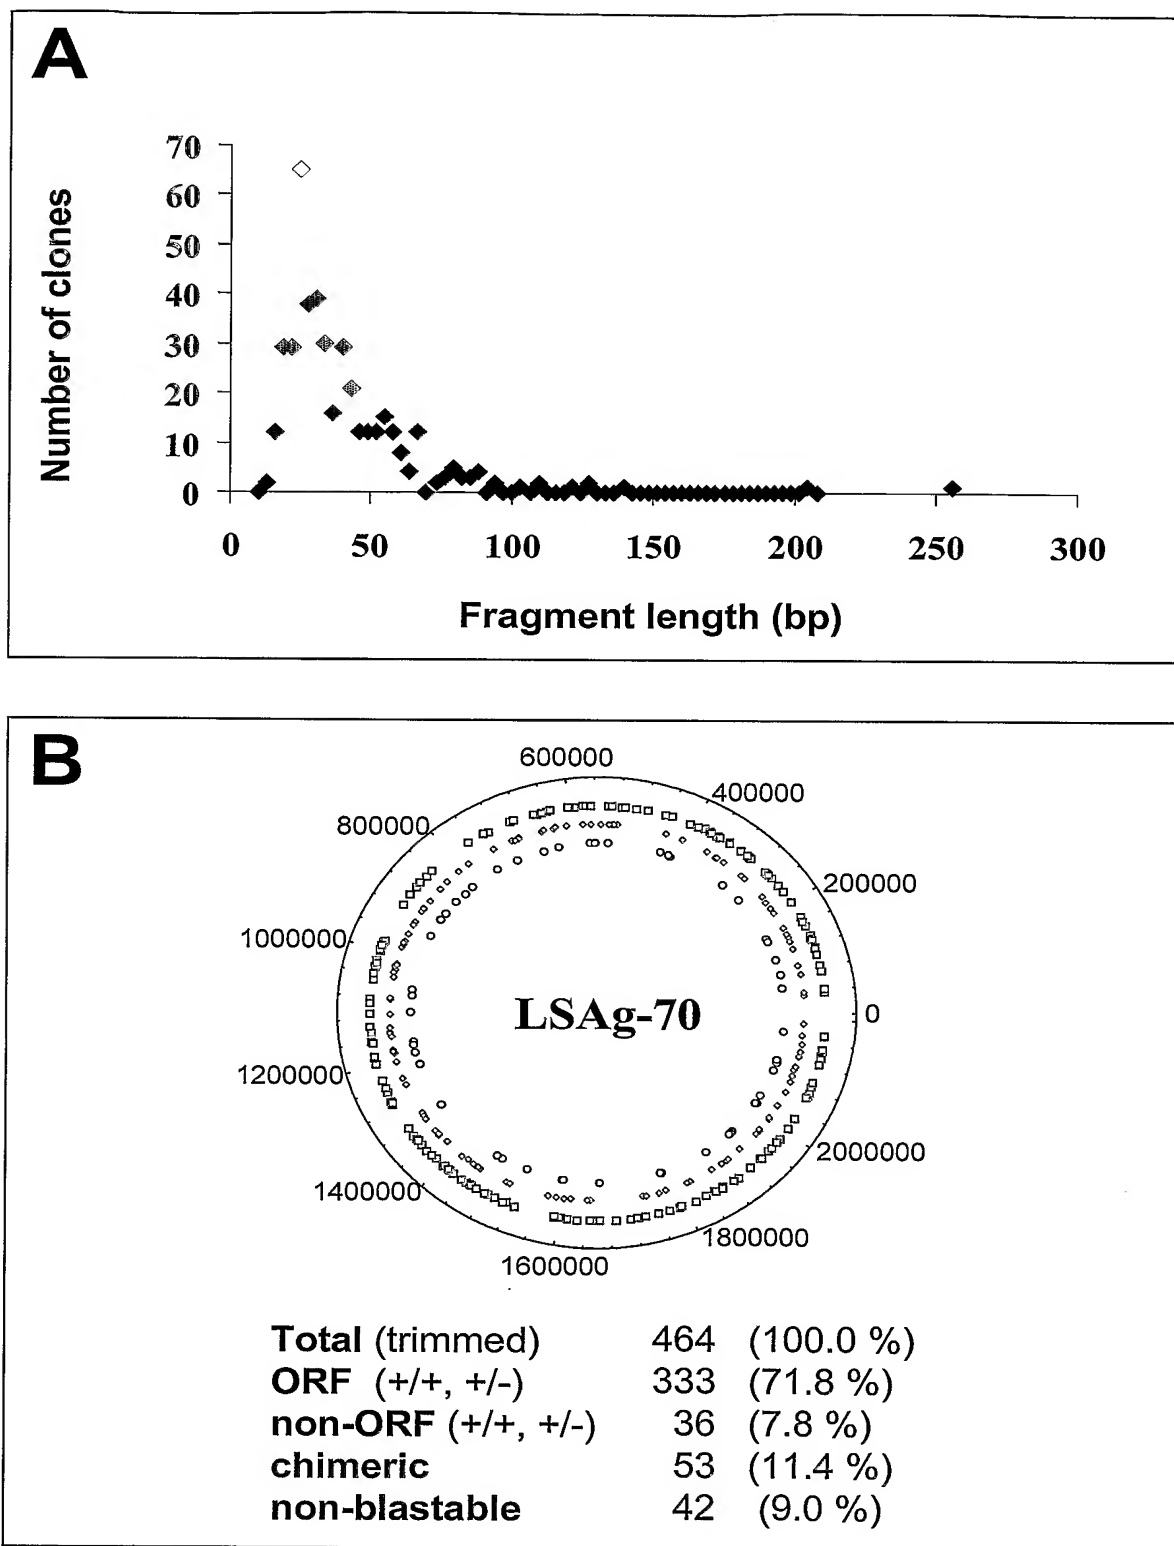 A
70
60
50
40
30
20
10
0
Number of clones
0 50 100 150 200 250 300
Fragment length (bp)
B
600000
400000
800000
200000
1000000
LSAg-70
0
1200000
2000000
1400000
1800000
1600000
Total (trimmed) 464 (100.0 %)
ORF (+/+, +/-) 333 (71.8 %)
non-ORF (+/+, +/-) 36 (7.8 %)
chimeric 53 (11.4 %)
non-blastable 42 (9.0 %)